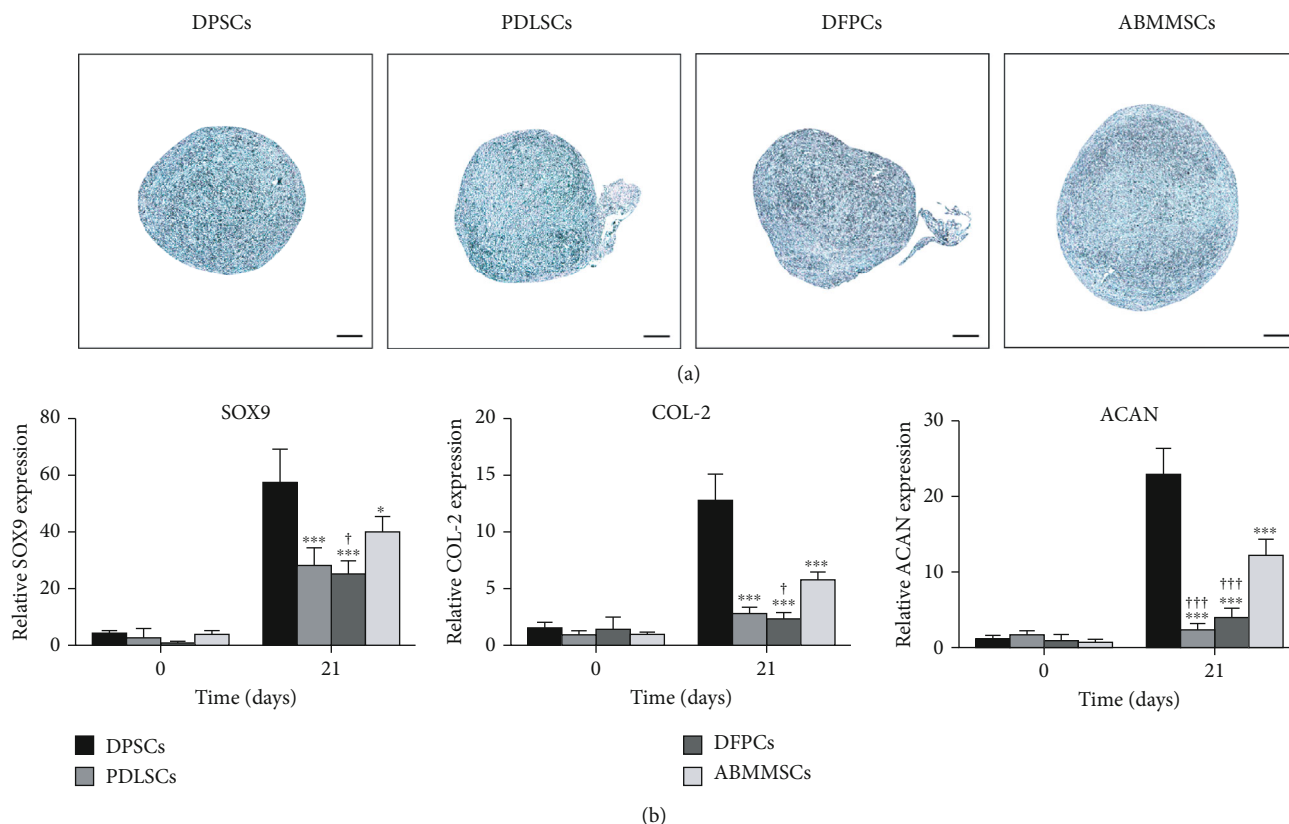 DPSCs PDLSCs DFPCs ABMMSCs
(a)
SOX9
Relative SOX9 expression
80
60
40
20
0
***
†
***
*
0 21
Time (days)
COL-2
Relative COL-2 expression
20
15
10
5
0
***
†
***
***
0 21
Time (days)
ACAN
Relative ACAN expression
30
20
10
0
†††
***
†††
***
***
0 21
Time (days)
DPSCs
PDLSCs
DFPCs
ABMMSCs
(b)